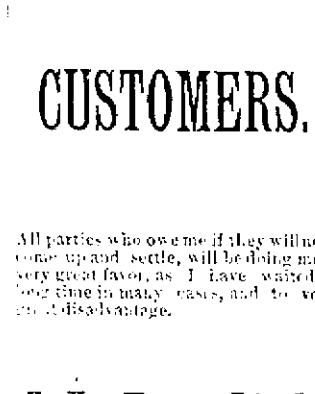 CUSTOMERS.
All parties who owe me if they will
come up and settle, will be doing
very great favor, as I have waited
long time in many cases, and to
great disadvantage.